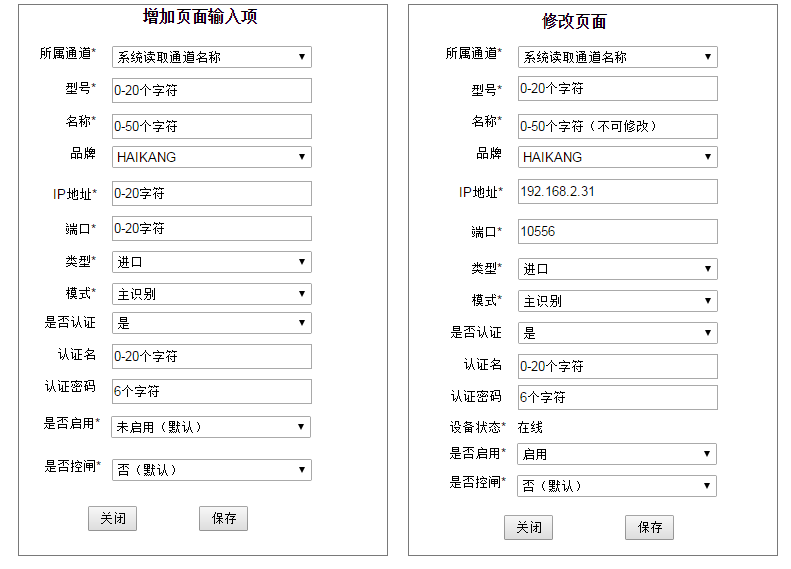 增加页面输入项
所属通道* 系统读取通道名称
型号* 0-20个字符
名称* 0-50个字符
品牌 HAIKANG
IP地址* 0-20字符
端口* 0-20字符
类型* 进口
模式* 主识别
是否认证 是
认证名 0-20个字符
认证密码 6个字符
是否启用* 未启用（默认）
是否控闸* 否（默认）
关闭 保存
修改页面
所属通道* 系统读取通道名称
型号* 0-20个字符
名称* 0-50个字符（不可修改）
品牌 HAIKANG
IP地址* 192.168.2.31
端口* 10556
类型* 进口
模式* 主识别
是否认证 是
认证名 0-20个字符
认证密码 6个字符
设备状态* 在线
是否启用* 启用
是否控闸* 否（默认）
关闭 保存